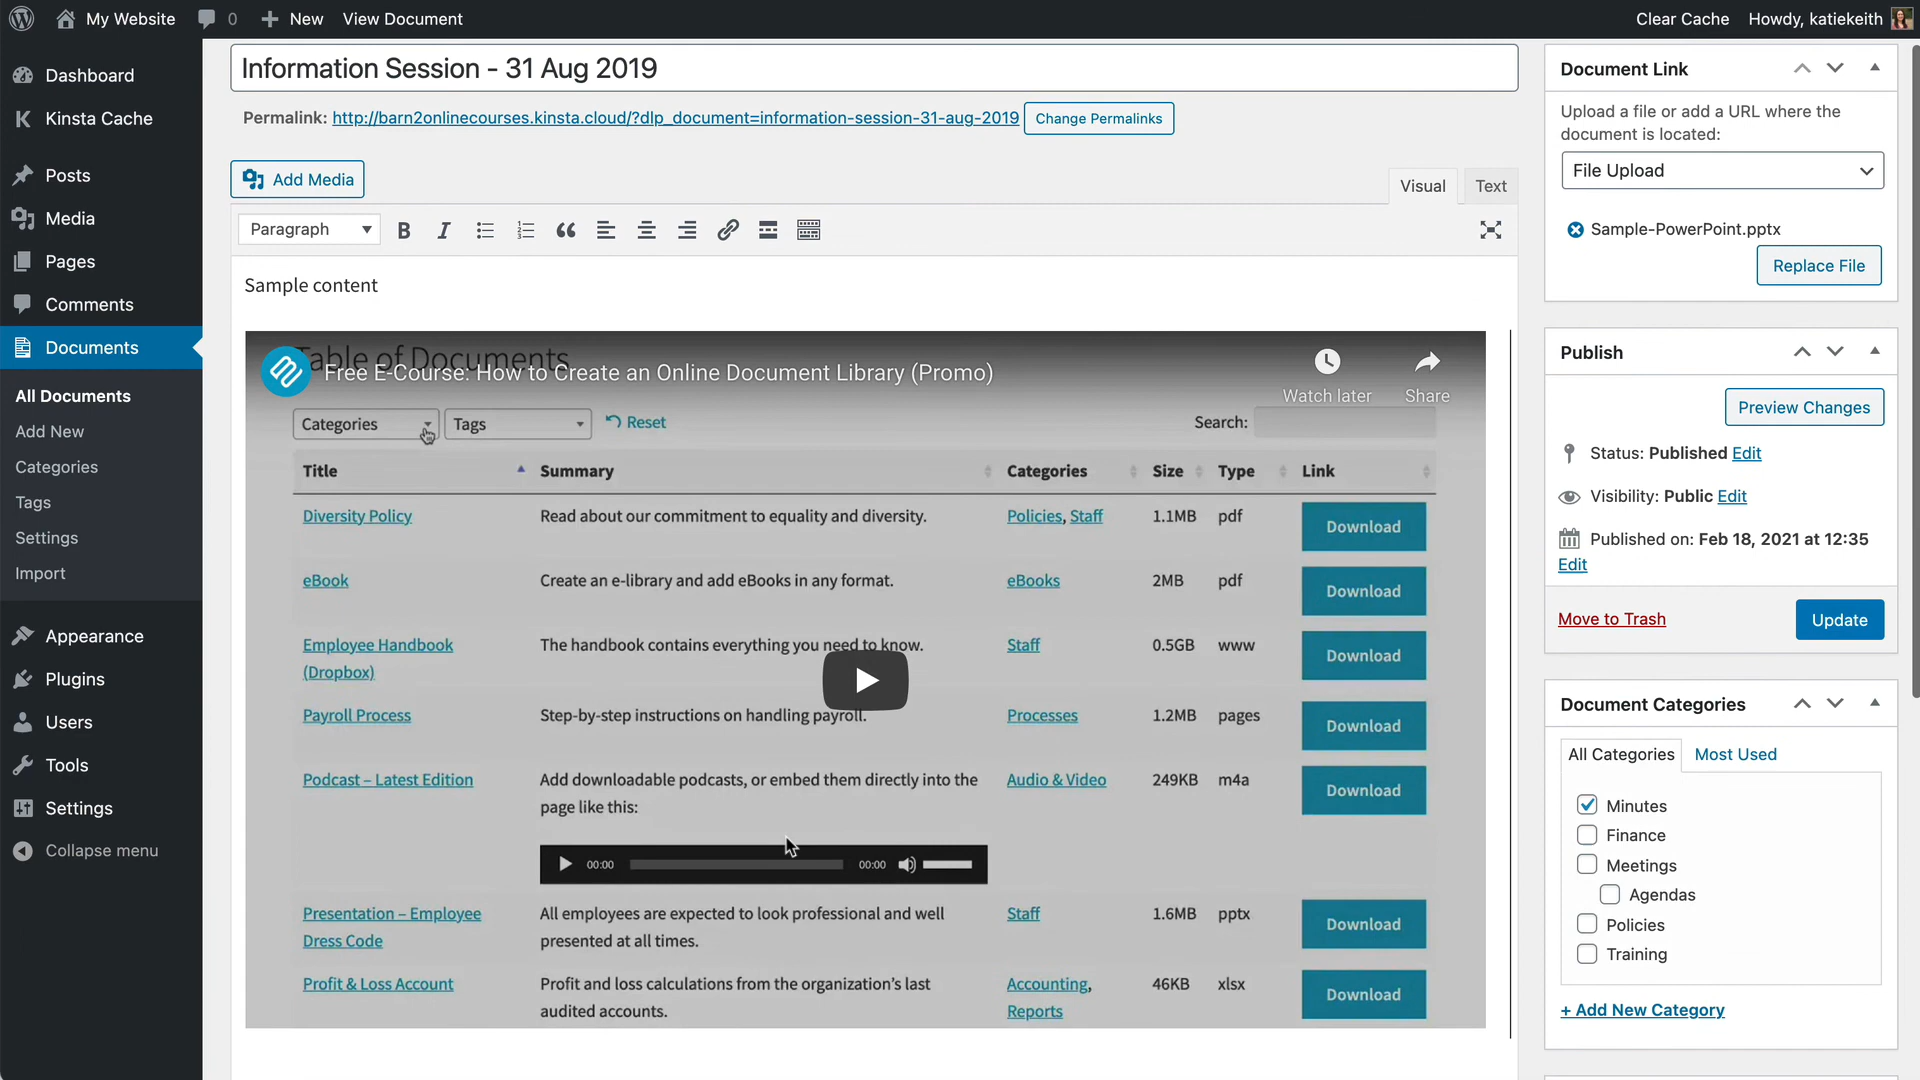 My Website
0
New
View Document
Clear Cache
Howdy, katiekeith
Dashboard
Kinsta Cache
Posts
Media
Pages
Comments
Documents
All Documents
Add New
Categories
Tags
Settings
Import
Appearance
Plugins
Users
Tools
Settings
Collapse menu
Information Session - 31 Aug 2019
Permalink: http://barn2onlinecourses.kinsta.cloud/?dlp_document=information-session-31-aug-2019 Change Permalinks
Add Media
Visual
Text
Paragraph
Sample content
Table of Documents
Free E-Course: How to Create an Online Document Library (Promo)
Watch later
Share
Categories
Tags
Reset
Search:
Title Summary Categories Size Type Link
Diversity Policy Read about our commitment to equality and diversity. Policies, Staff 1.1MB pdf Download
eBook Create an e-library and add eBooks in any format. eBooks 2MB pdf Download
Employee Handbook The handbook contains everything you need to know. Staff 0.5GB www Download
(Dropbox)
Payroll Process Step-by-step instructions on handling payroll. Processes 1.2MB pages Download
Podcast – Latest Edition Add downloadable podcasts, or embed them directly into the Audio & Video 249KB m4a Download
page like this:
00:00 00:00
Presentation – Employee All employees are expected to look professional and well Staff 1.6MB pptx Download
Dress Code presented at all times.
Profit & Loss Account Profit and loss calculations from the organization's last Accounting, 46KB xlsx Download
audited accounts. Reports
Document Link
Upload a file or add a URL where the
document is located:
File Upload
Sample-PowerPoint.pptx
Replace File
Publish
Preview Changes
Status: Published Edit
Visibility: Public Edit
Published on: Feb 18, 2021 at 12:35
Edit
Move to Trash
Update
Document Categories
All Categories
Most Used
Minutes
Finance
Meetings
Agendas
Policies
Training
+ Add New Category